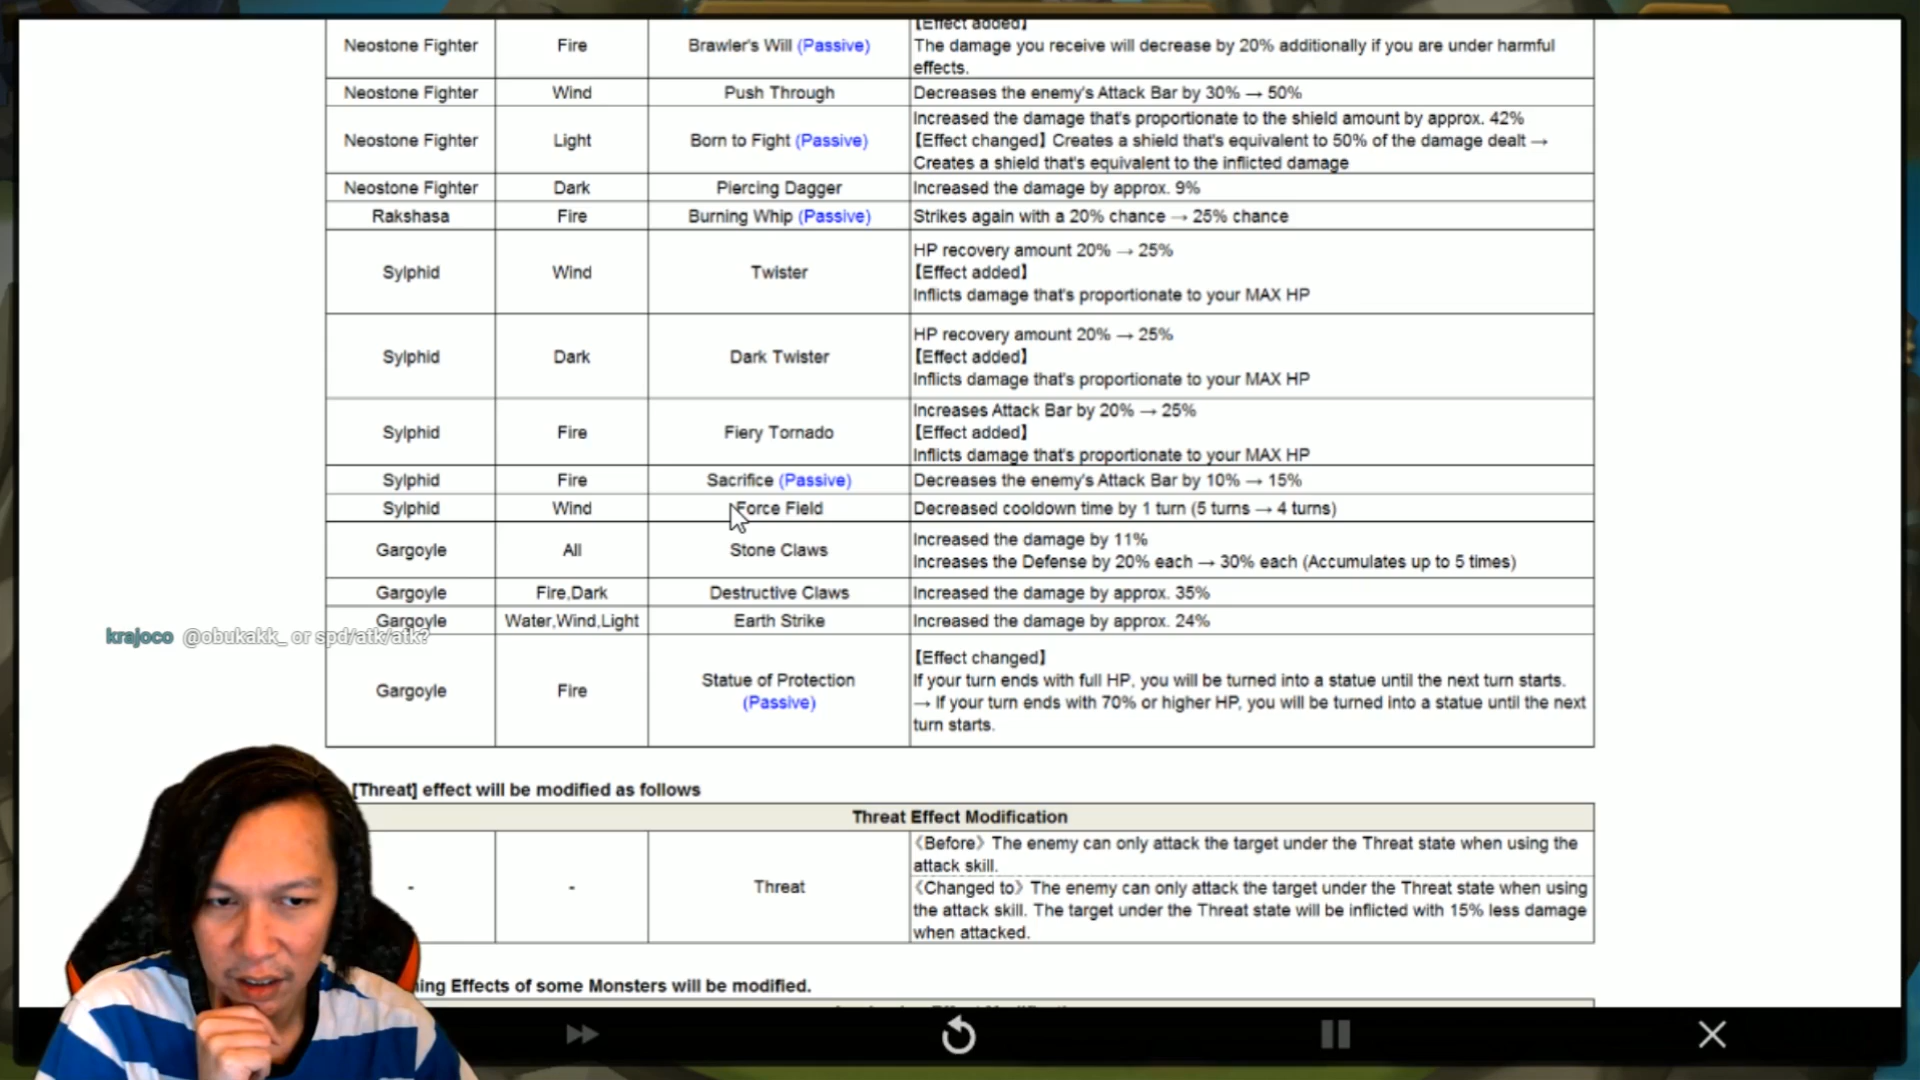 【Effect added】
Neostone Fighter Fire Brawler's Will (Passive) The damage you receive will decrease by 20% additionally if you are under harmful
effects.
Neostone Fighter Wind Push Through Decreases the enemy's Attack Bar by 30% → 50%
Increased the damage that's proportionate to the shield amount by approx. 42%
Neostone Fighter Light Born to Fight (Passive) 【Effect changed】 Creates a shield that's equivalent to 50% of the damage dealt →
Creates a shield that's equivalent to the inflicted damage
Neostone Fighter Dark Piercing Dagger Increased the damage by approx. 9%
Rakshasa Fire Burning Whip (Passive) Strikes again with a 20% chance → 25% chance
HP recovery amount 20% → 25%
Sylphid Wind Twister 【Effect added】
Inflicts damage that's proportionate to your MAX HP
HP recovery amount 20% → 25%
Sylphid Dark Dark Twister 【Effect added】
Inflicts damage that's proportionate to your MAX HP
Increases Attack Bar by 20% → 25%
Sylphid Fire Fiery Tornado 【Effect added】
Inflicts damage that's proportionate to your MAX HP
Sylphid Fire Sacrifice (Passive) Decreases the enemy's Attack Bar by 10% → 15%
Sylphid Wind Force Field Decreased cooldown time by 1 turn (5 turns → 4 turns)
Increased the damage by 11%
Gargoyle All Stone Claws
Increases the Defense by 20% each → 30% each (Accumulates up to 5 times)
Gargoyle Fire,Dark Destructive Claws Increased the damage by approx. 35%
Gargoyle Water,Wind,Light Earth Strike Increased the damage by approx. 24%
krajoco @obukakk_ or spd/atk/atk?
【Effect changed】
Statue of Protection If your turn ends with full HP, you will be turned into a statue until the next turn starts.
Gargoyle Fire
(Passive) → If your turn ends with 70% or higher HP, you will be turned into a statue until the next
turn starts.
[Threat] effect will be modified as follows
Threat Effect Modification
《Before》 The enemy can only attack the target under the Threat state when using the
attack skill.
- - Threat 《Changed to》 The enemy can only attack the target under the Threat state when using
the attack skill. The target under the Threat state will be inflicted with 15% less damage
when attacked.
ning Effects of some Monsters will be modified.